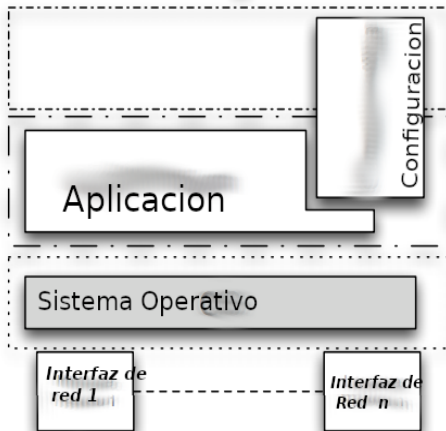 Configuracion
Aplicacion
Sistema Operativo
Interfaz de
red 1
Interfaz de
Red n